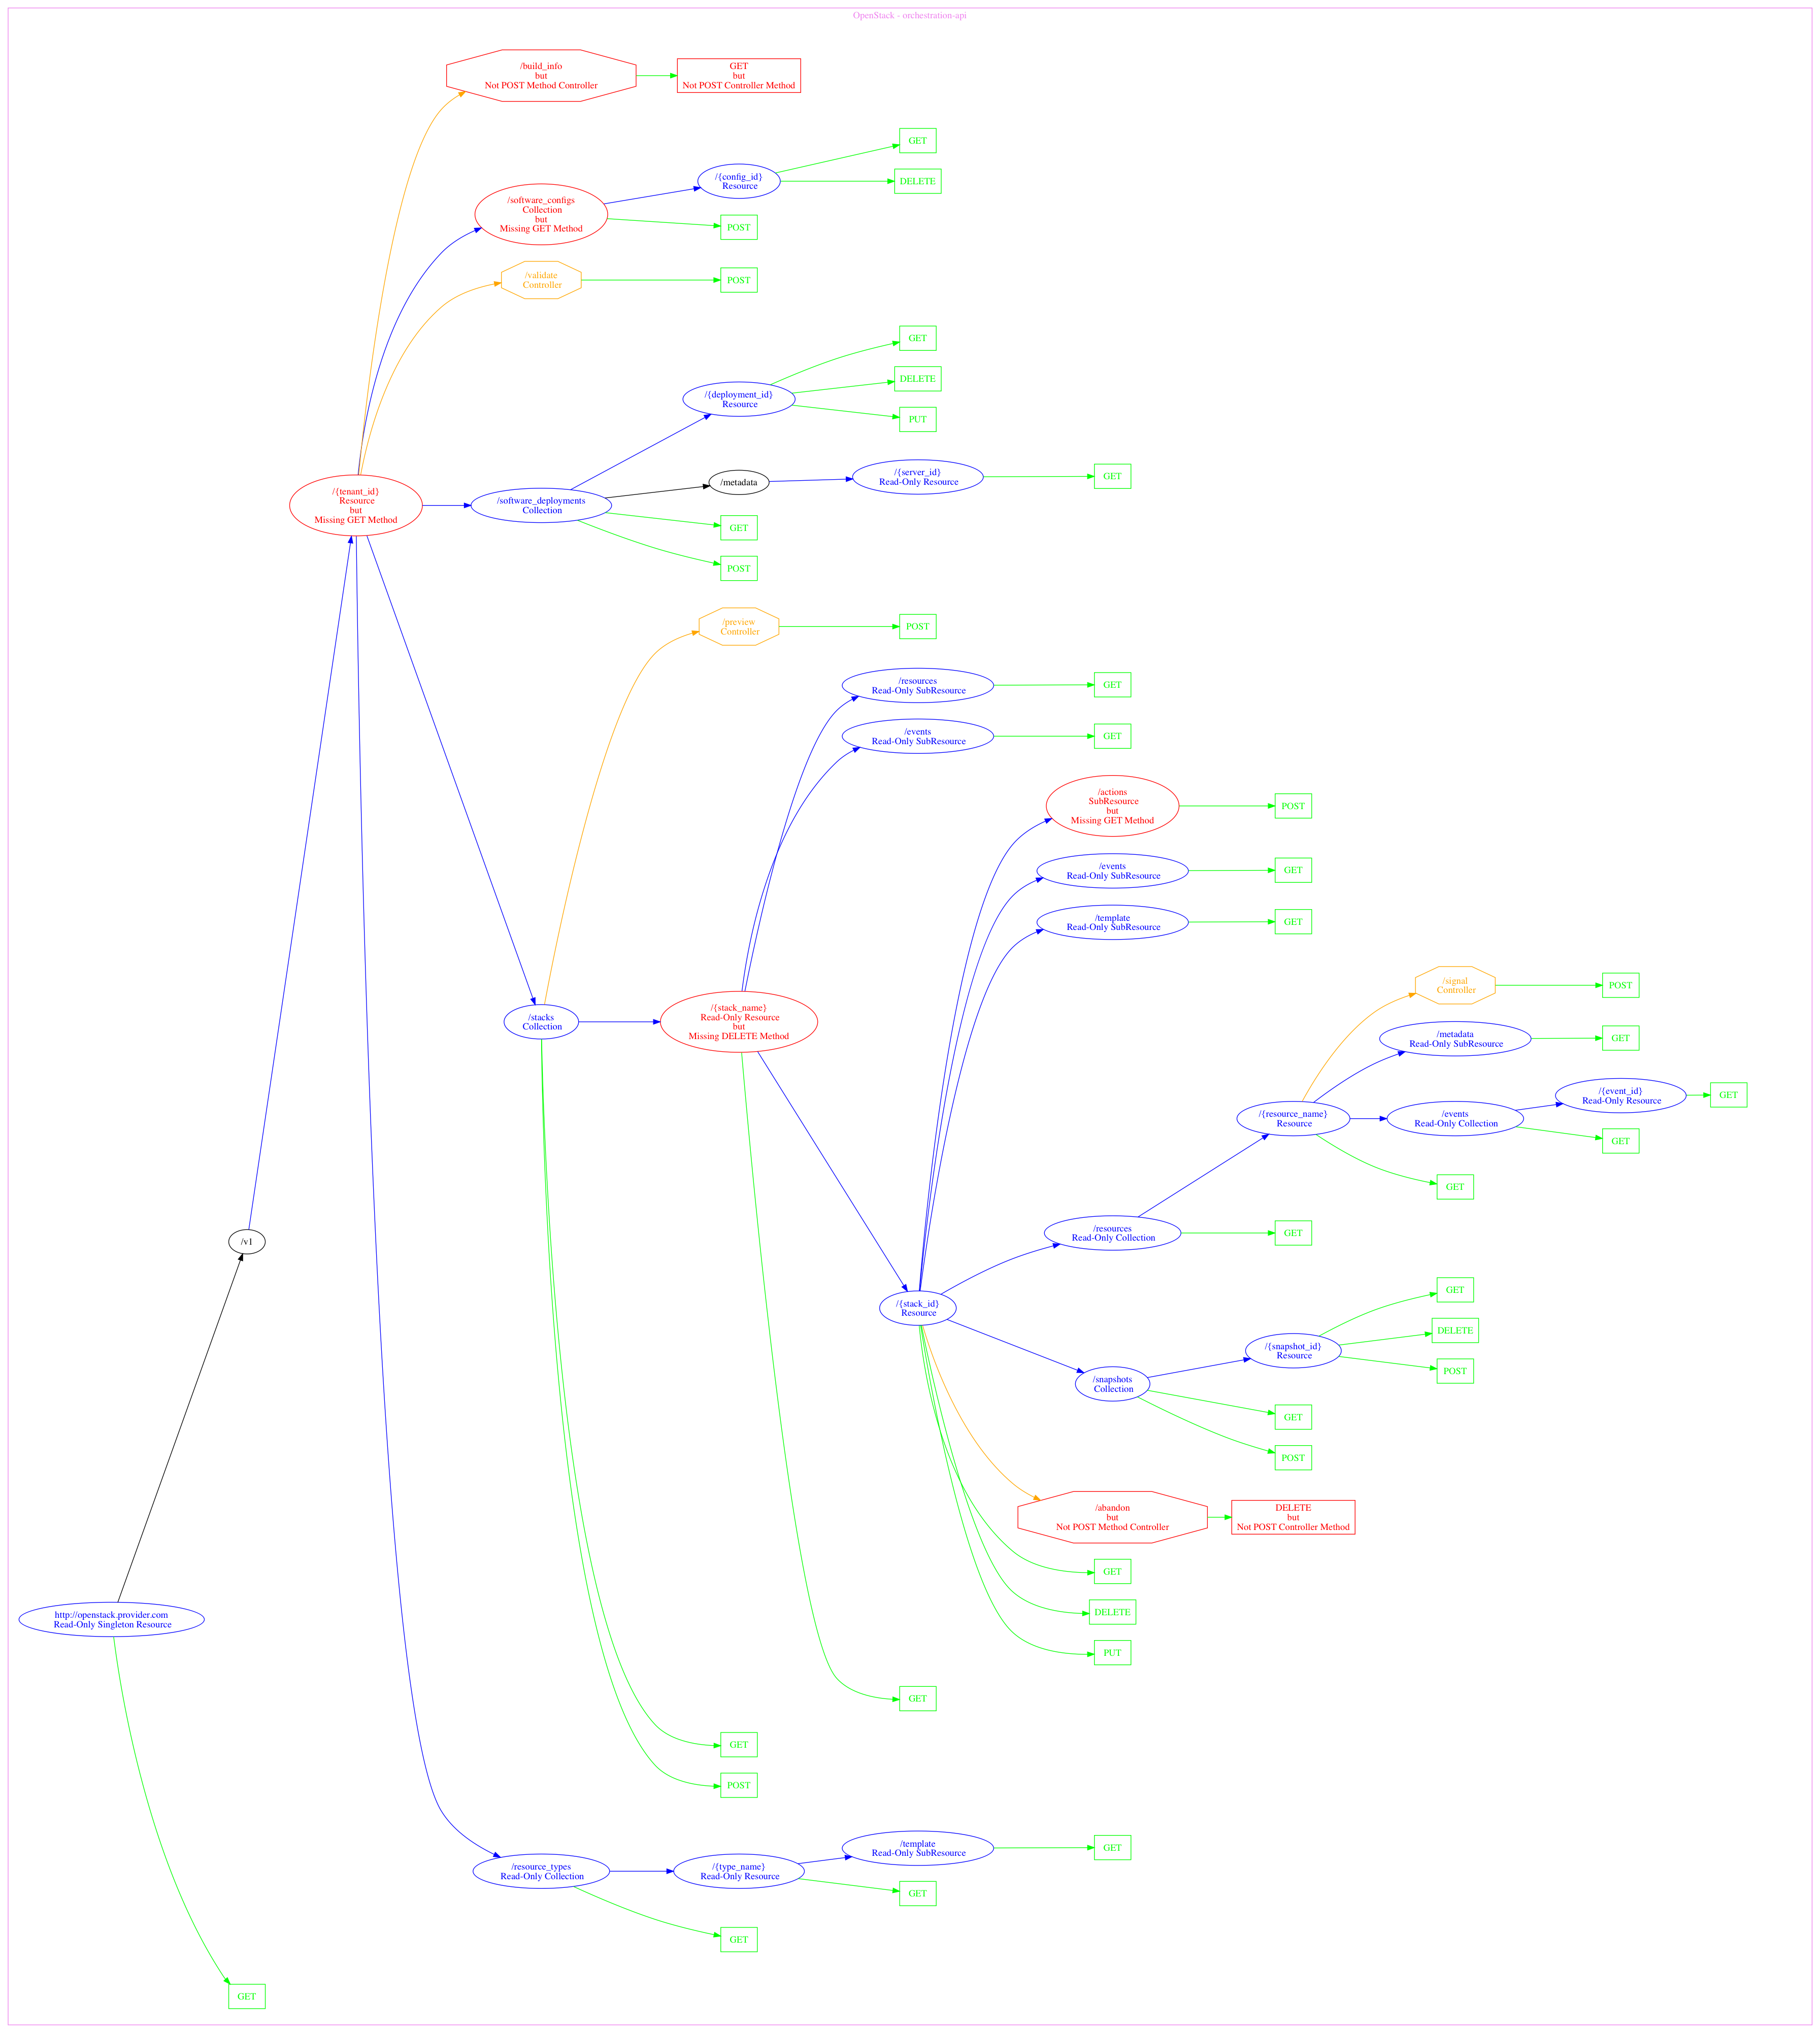 OpenStack - orchestration-api
/build_info
but
Not POST Method Controller
GET
but
Not POST Controller Method
GET
/{config_id}
Resource
DELETE
/software_configs
Collection
but
Missing GET Method
POST
/validate
Controller
POST
GET
DELETE
/{deployment_id}
Resource
PUT
/{server_id}
Read-Only Resource
GET
/metadata
/{tenant_id}
Resource
but
Missing GET Method
/software_deployments
Collection
GET
POST
/preview
Controller
POST
/resources
Read-Only SubResource
GET
/events
Read-Only SubResource
GET
/actions
SubResource
but
Missing GET Method
POST
/events
Read-Only SubResource
GET
/template
Read-Only SubResource
GET
/signal
Controller
POST
/stacks
Collection
/{stack_name}
Read-Only Resource
but
Missing DELETE Method
/metadata
Read-Only SubResource
GET
/{event_id}
Read-Only Resource
GET
/{resource_name}
Resource
/events
Read-Only Collection
GET
GET
/resources
Read-Only Collection
GET
/v1
/{stack_id}
Resource
GET
DELETE
/{snapshot_id}
Resource
POST
/snapshots
Collection
GET
POST
/abandon
but
Not POST Method Controller
DELETE
but
Not POST Controller Method
GET
DELETE
http://openstack.provider.com
Read-Only Singleton Resource
PUT
GET
GET
POST
/template
Read-Only SubResource
GET
/resource_types
Read-Only Collection
/{type_name}
Read-Only Resource
GET
GET
GET